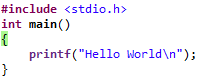 #include <stdio.h>
int main()
{
    printf("Hello World\n");
}